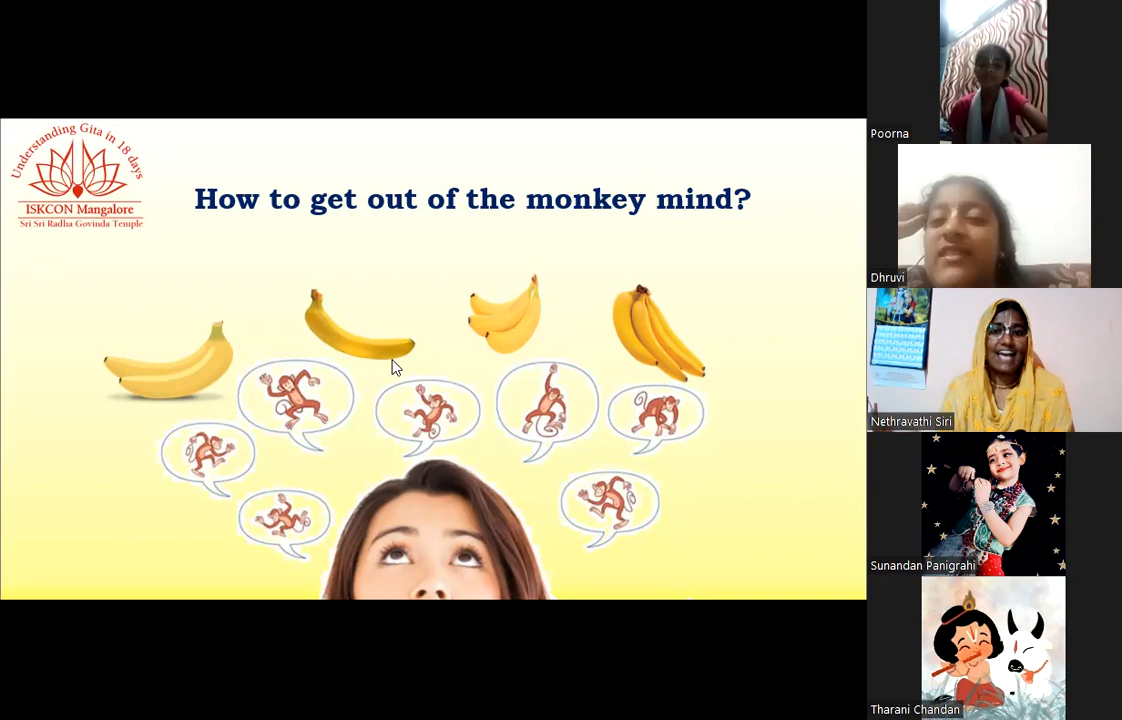 Understanding Gita in 18 days
ISKCON Mangalore
Sri Sri Radha Govinda Temple
How to get out of the monkey mind?
Poorna
Dhruvi
Nethravathi Siri
Sunandan Panigrahi
Tharani Chandan